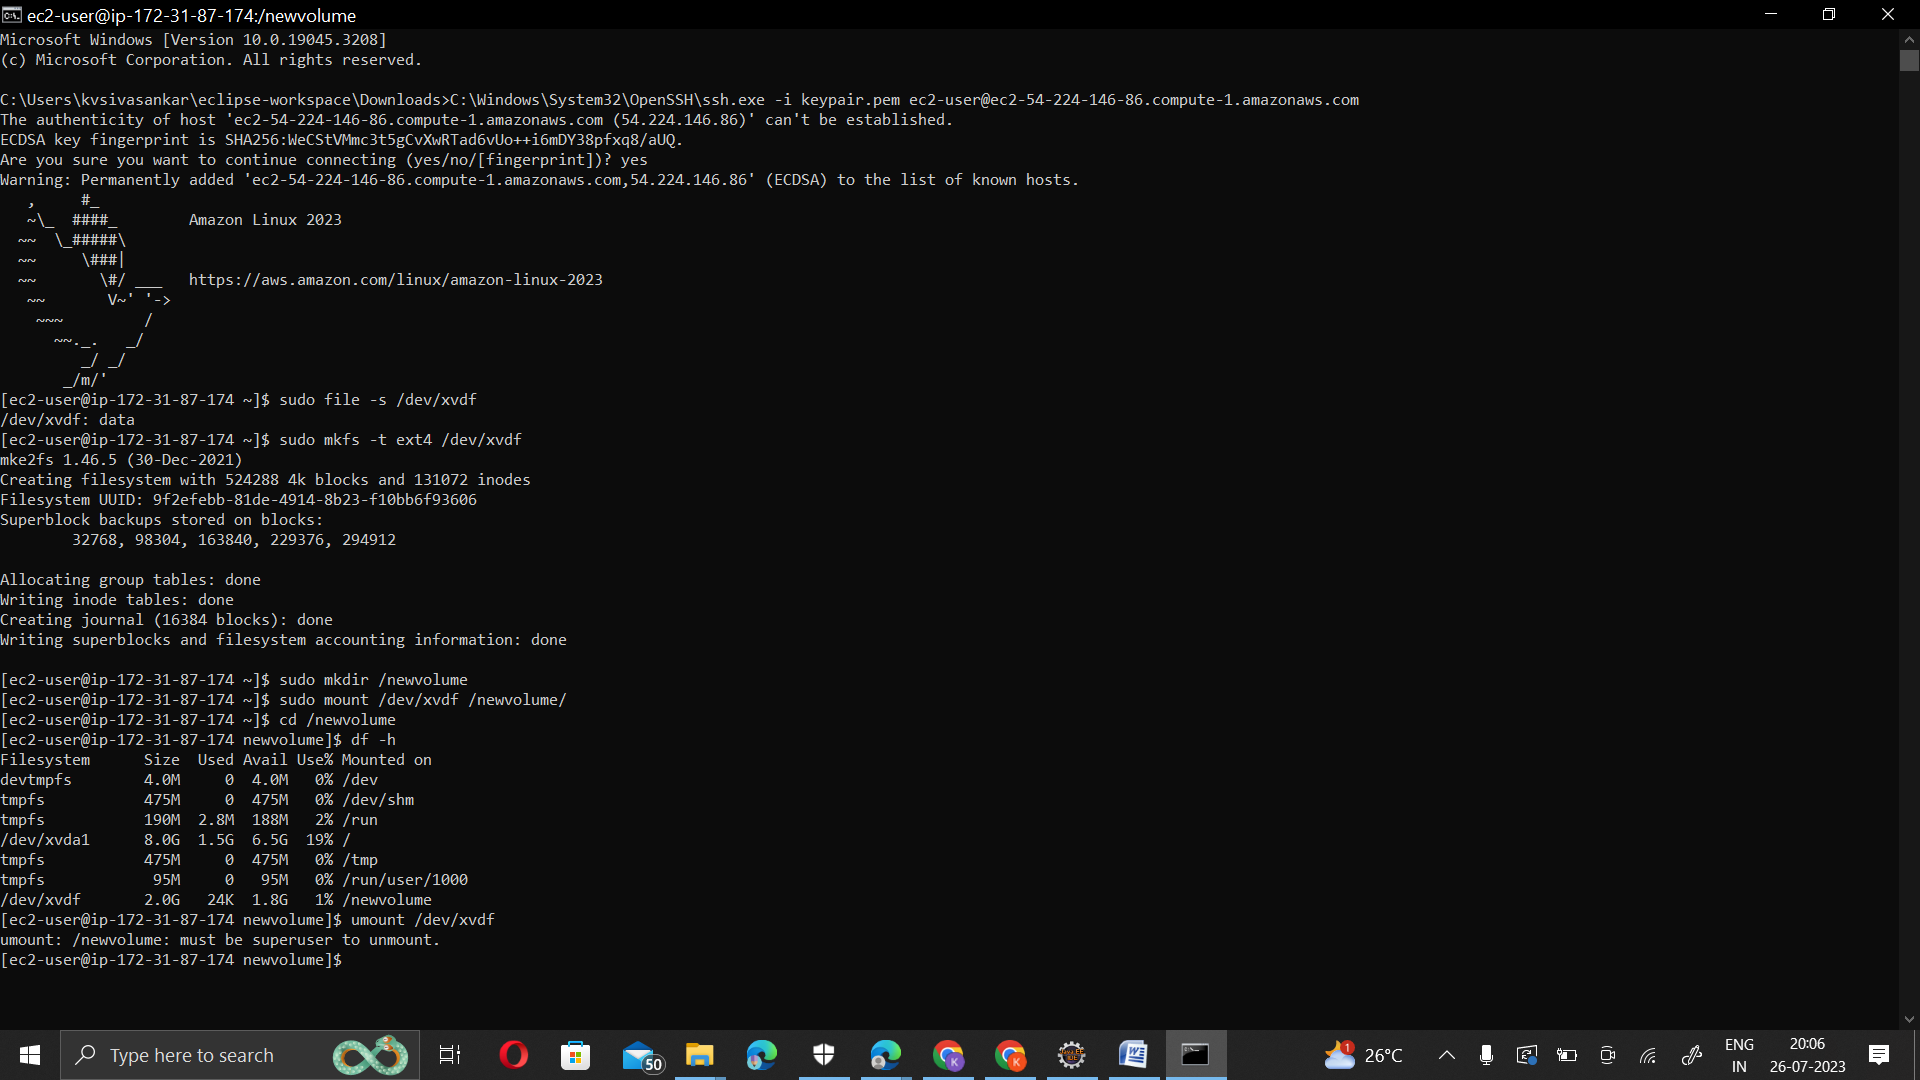 ec2-user@ip-172-31-87-174:/newvolume
Microsoft Windows [Version 10.0.19045.3208]
(c) Microsoft Corporation. All rights reserved.

C:\Users\kvsivasankar\eclipse-workspace\Downloads>C:\Windows\System32\OpenSSH\ssh.exe -i keypair.pem ec2-user@ec2-54-224-146-86.compute-1.amazonaws.com
The authenticity of host 'ec2-54-224-146-86.compute-1.amazonaws.com (54.224.146.86)' can't be established.
ECDSA key fingerprint is SHA256:WeCStVMmc3t5gCvXwRTad6vUo++i6mDY38pfxq8/aUQ.
Are you sure you want to continue connecting (yes/no/[fingerprint])? yes
Warning: Permanently added 'ec2-54-224-146-86.compute-1.amazonaws.com,54.224.146.86' (ECDSA) to the list of known hosts.
   ,     #_
   ~\_  ####_        Amazon Linux 2023
  ~~  \_#####\
  ~~     \###|
  ~~       \#/ ___   https://aws.amazon.com/linux/amazon-linux-2023
   ~~       V~' '->
    ~~~         /
      ~~._.   _/
         _/ _/
       _/m/'
[ec2-user@ip-172-31-87-174 ~]$ sudo file -s /dev/xvdf
/dev/xvdf: data
[ec2-user@ip-172-31-87-174 ~]$ sudo mkfs -t ext4 /dev/xvdf
mke2fs 1.46.5 (30-Dec-2021)
Creating filesystem with 524288 4k blocks and 131072 inodes
Filesystem UUID: 9f2efebb-81de-4914-8b23-f10bb6f93606
Superblock backups stored on blocks:
        32768, 98304, 163840, 229376, 294912

Allocating group tables: done
Writing inode tables: done
Creating journal (16384 blocks): done
Writing superblocks and filesystem accounting information: done

[ec2-user@ip-172-31-87-174 ~]$ sudo mkdir /newvolume
[ec2-user@ip-172-31-87-174 ~]$ sudo mount /dev/xvdf /newvolume/
[ec2-user@ip-172-31-87-174 ~]$ cd /newvolume
[ec2-user@ip-172-31-87-174 newvolume]$ df -h
Filesystem      Size  Used Avail Use% Mounted on
devtmpfs        4.0M     0  4.0M   0% /dev
tmpfs           475M     0  475M   0% /dev/shm
tmpfs           190M  2.8M  188M   2% /run
/dev/xvda1      8.0G  1.5G  6.5G  19% /
tmpfs           475M     0  475M   0% /tmp
tmpfs            95M     0   95M   0% /run/user/1000
/dev/xvdf       2.0G   24K  1.8G   1% /newvolume
[ec2-user@ip-172-31-87-174 newvolume]$ umount /dev/xvdf
umount: /newvolume: must be superuser to unmount.
[ec2-user@ip-172-31-87-174 newvolume]$
Type here to search
50
1
26°C
ENG
IN
20:06
26-07-2023